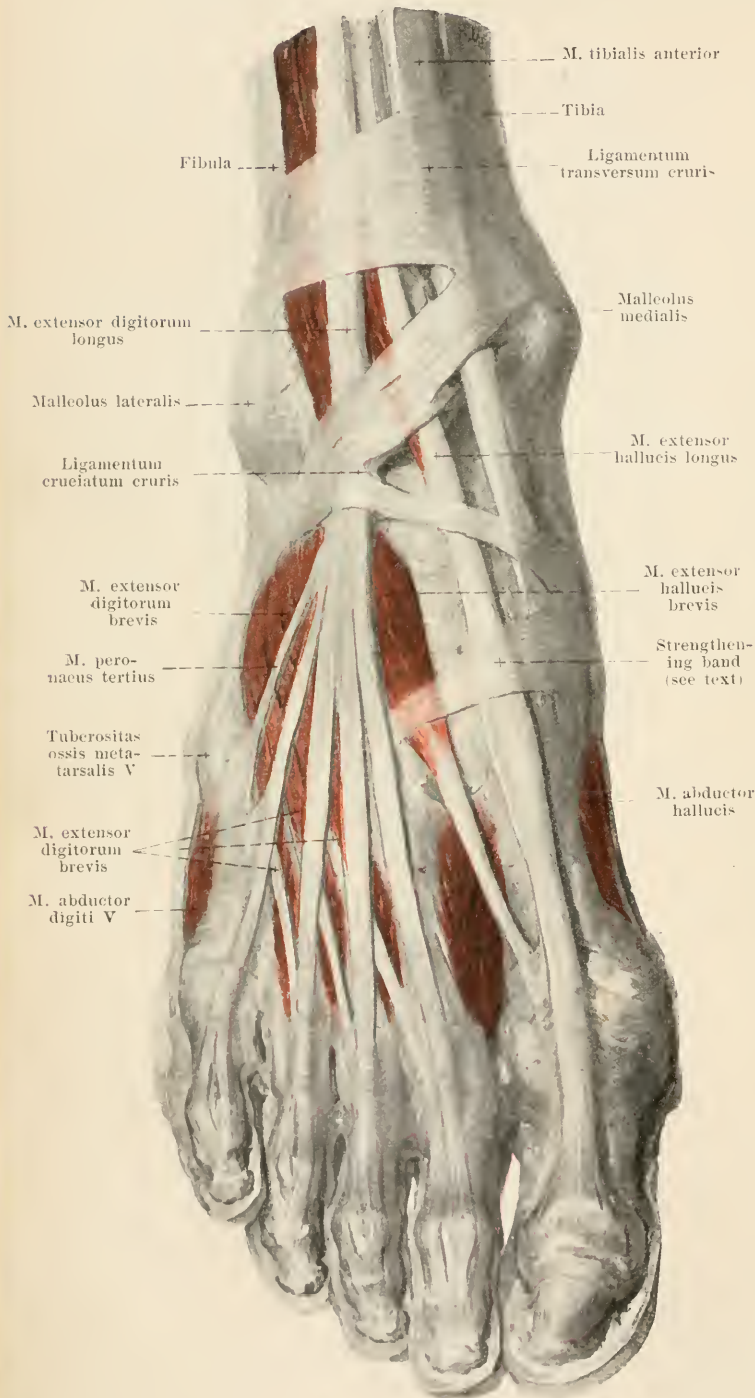 M. tibialis anterior
Tibia
Fibula
Ligamentum
transversum cruris
Malleolus
medialis
M. extensor digitorum
longus
Malleolus lateralis
Ligamentum
cruciatum cruris
M. extensor
hallucis longus
M. extensor
digitorum
brevis
M. extensor
hallucis
brevis
M. pero-
naeus tertius
Strengthen-
ing band
(see text)
Tuberositas
ossis meta-
tarsalis V
M. abductor
hallucis
M. extensor
digitorum
brevis
M. abductor
digiti V